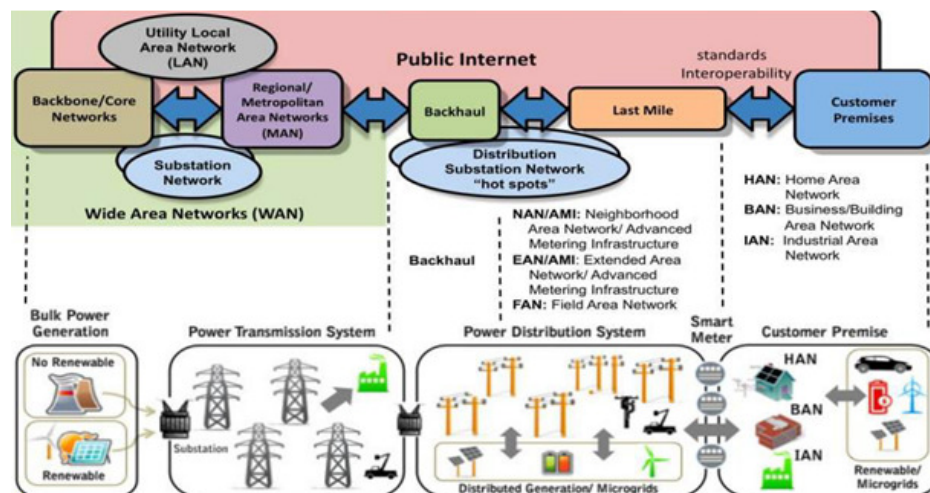 Utility Local
Area Network
(LAN)
Public Internet
standards
Interoperability
Backbone/Core
Networks
Regional/
Metropolitan
Area Networks
(MAN)
Backhaul
Last Mile
Customer
Premises
Substation
Network
Distribution
Substation Network
"hot spots"
Wide Area Networks (WAN)
Backhaul
NAN/AMI: Neighborhood
Area Network/ Advanced
Metering Infrastructure
EAN/AMI: Extended Area
Network/ Advanced
Metering Infrastructure
FAN: Field Area Network
HAN: Home Area
Network
BAN: Business/Building
Area Network
IAN: Industrial Area
Network
Bulk Power
Generation
Power Transmission System
Power Distribution System
Smart
Meter
Customer Premise
No Renewable
Renewable
Substation
Distributed Generation/ Microgrids
HAN
BAN
IAN
Renewable/
Microgrids